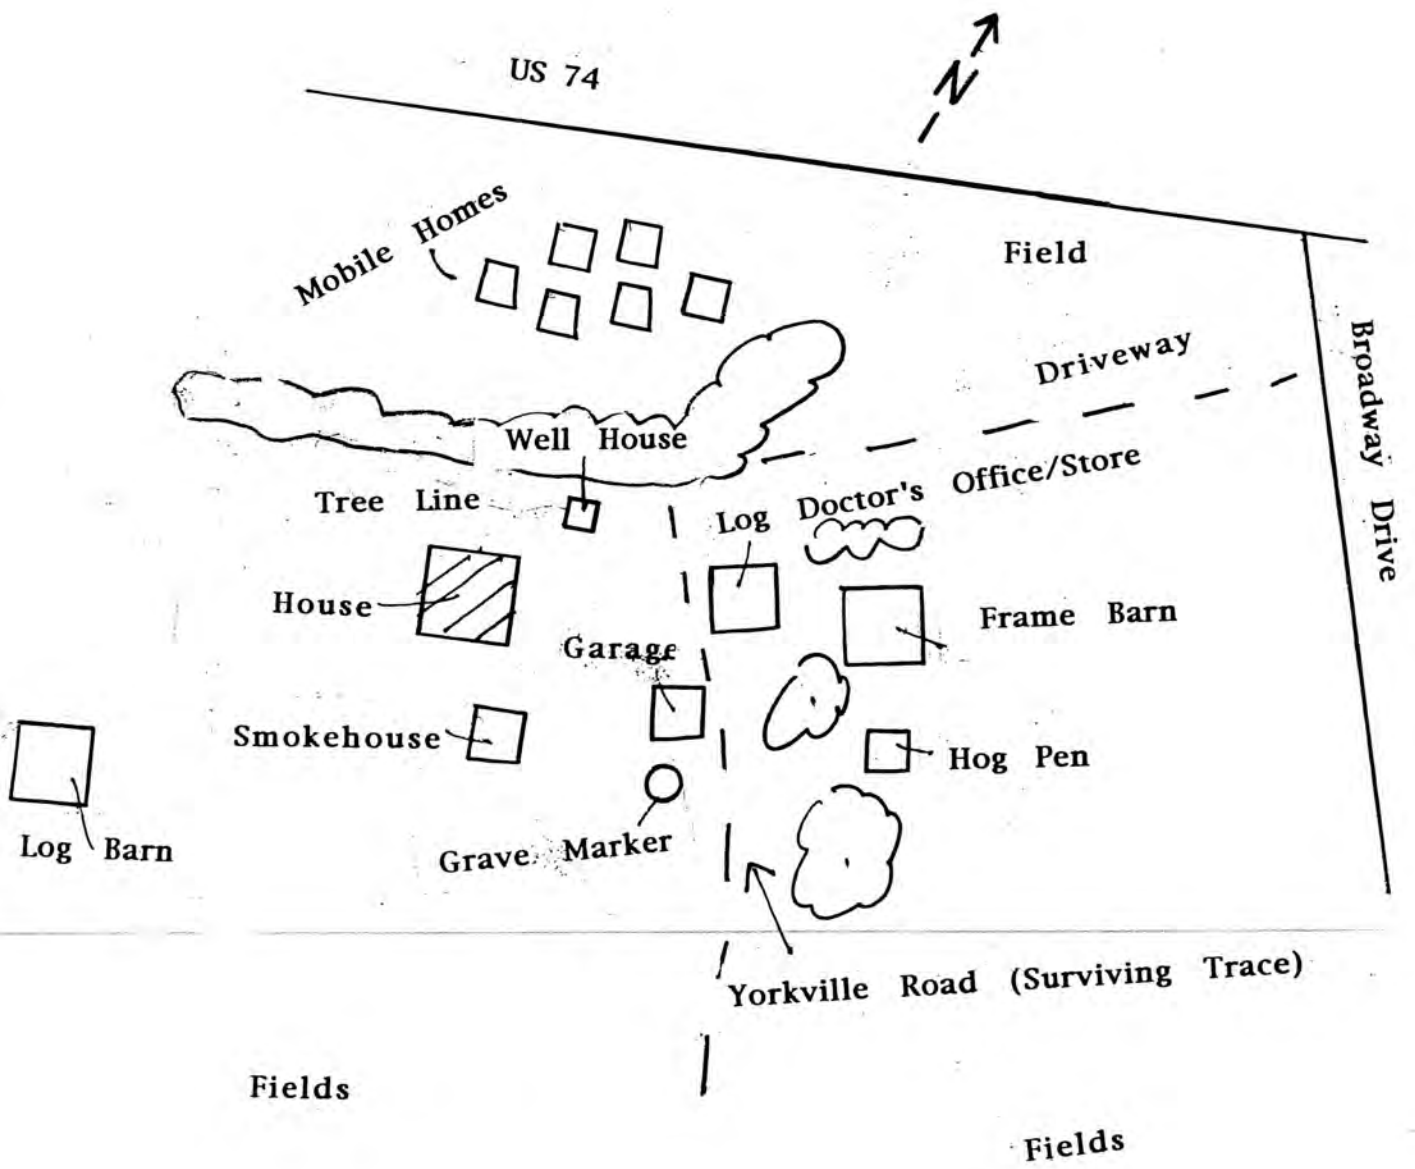 N
US 74
Mobile Homes
Field
Driveway
Broadway Drive
Well House
Tree Line
Log Doctor's Office/Store
House
Frame Barn
Garage
Smokehouse
Hog Pen
Log Barn
Grave Marker
Yorkville Road (Surviving Trace)
Fields
Fields